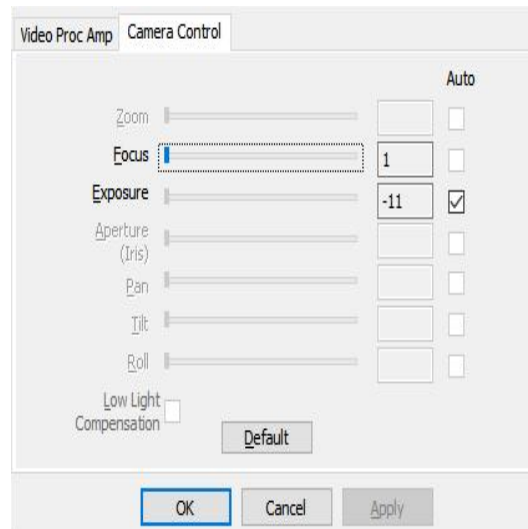 Video Proc Amp
Camera Control
Auto
Zoom
Focus
1
Exposure
-11
Aperture
(Iris)
Pan
Tilt
Roll
Low Light
Compensation
Default
OK
Cancel
Apply